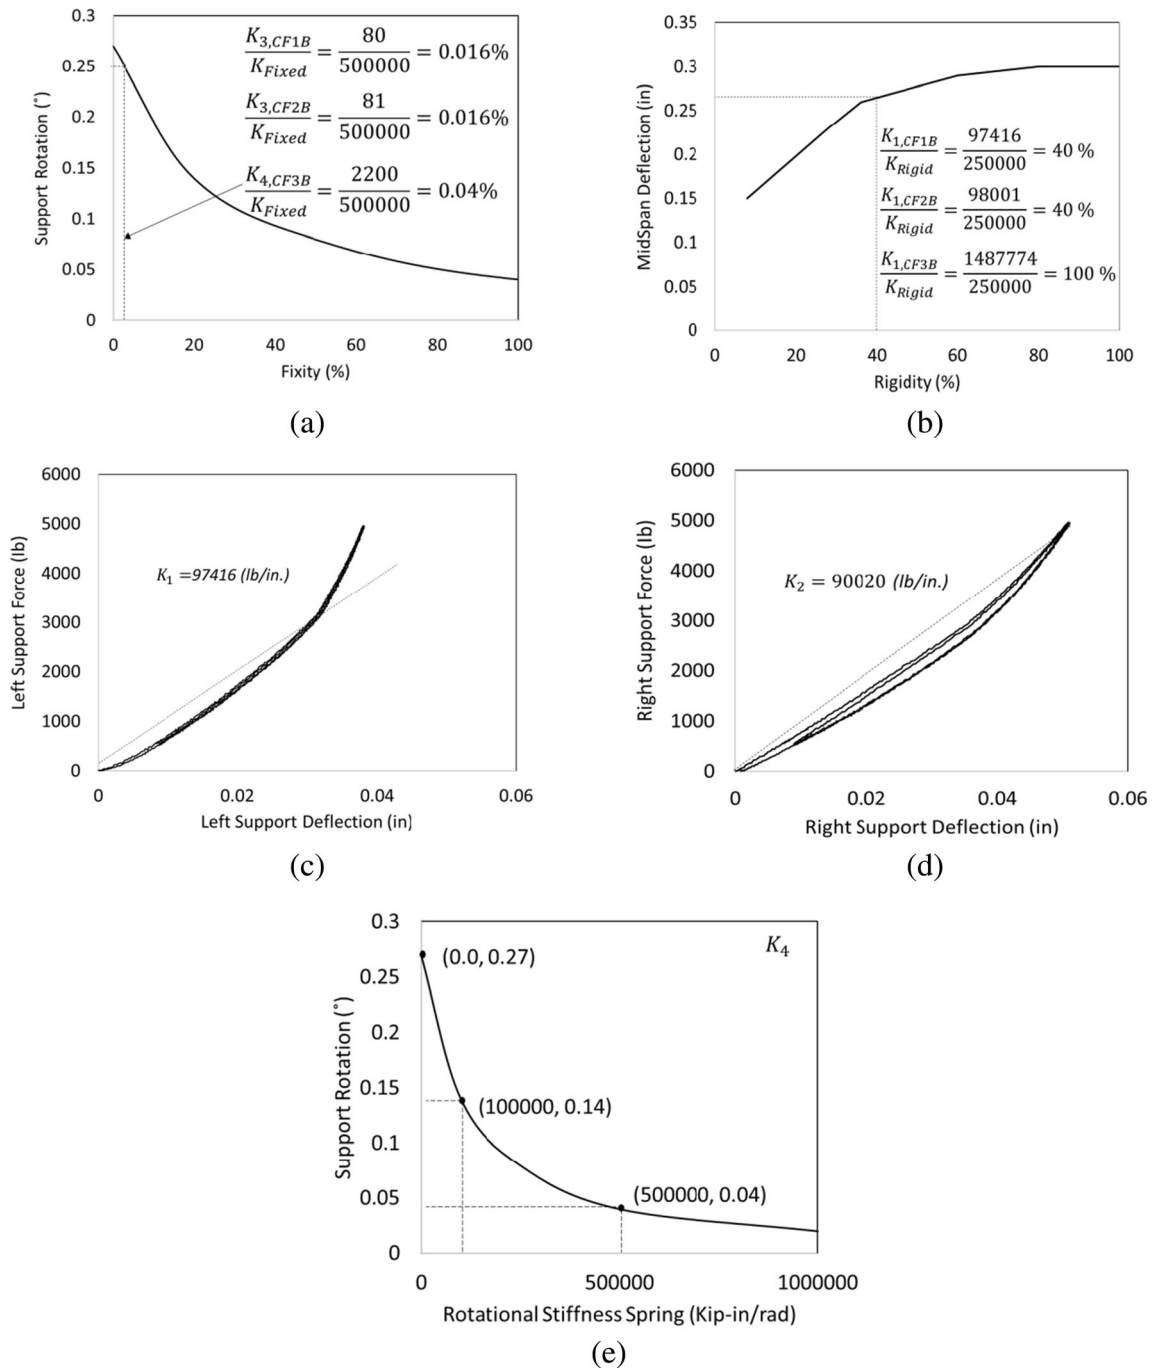 0.3
0.25
0.2
0.15
0.1
0.05
0
Support Rotation (˚)
K3,CF1B/KFixed = 80/500000 = 0.016%
K3,CF2B/KFixed = 81/500000 = 0.016%
K4,CF3B/KFixed = 2200/500000 = 0.04%
0 20 40 60 80 100
Fixity (%)
(a)
0.35
0.3
0.25
0.2
0.15
0.1
0.05
0
MidSpan Deflection (in)
K1,CF1B/KRigid = 97416/250000 = 40 %
K1,CF2B/KRigid = 98001/250000 = 40 %
K1,CF3B/KRigid = 1487774/250000 = 100 %
0 20 40 60 80 100
Rigidity (%)
(b)
6000
5000
4000
3000
2000
1000
0
Left Support Force (lb)
K1 =97416 (lb/in.)
0 0.02 0.04 0.06
Left Support Deflection (in)
(c)
6000
5000
4000
3000
2000
1000
0
Right Support Force (lb)
K2 = 90020 (lb/in.)
0 0.02 0.04 0.06
Right Support Deflection (in)
(d)
0.3
0.25
0.2
0.15
0.1
0.05
0
Support Rotation (˚)
K4
(0.0, 0.27)
(100000, 0.14)
(500000, 0.04)
0 500000 1000000
Rotational Stiffness Spring (Kip-in/rad)
(e)